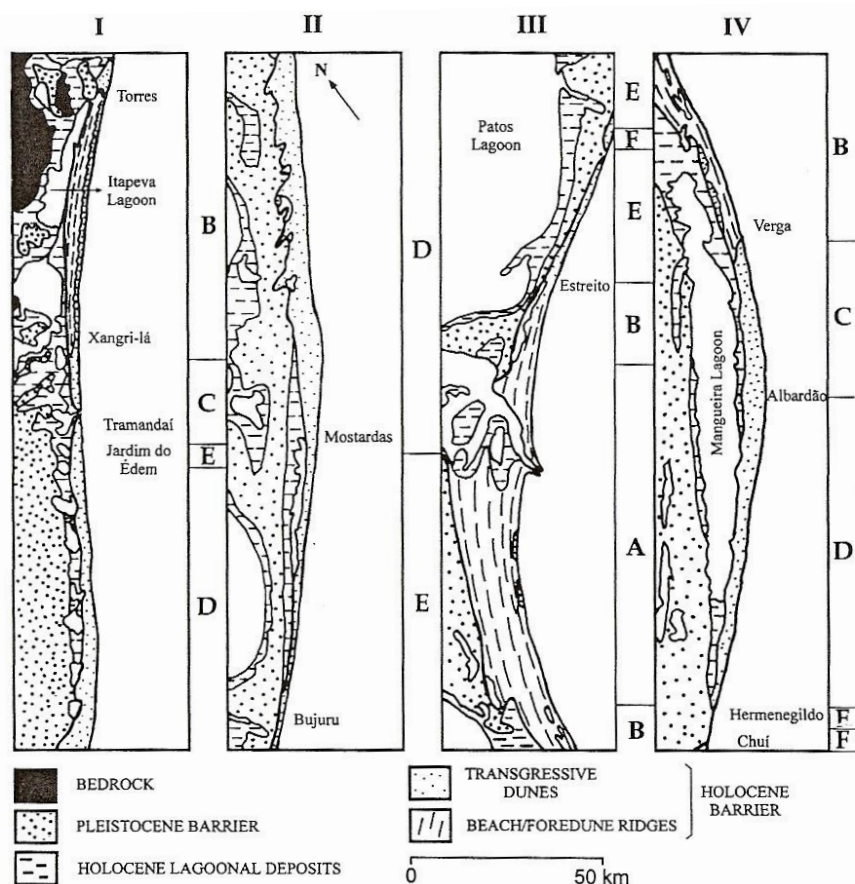 I
II
III
IV
Torres
Itapeva
Lagoon
Xangri-lá
Tramandaí
Jardim do
Édem
B
C
E
D
N
Mostardas
Bujuru
D
E
Patos
Lagoon
Estreito
E
F
E
B
A
B
Verga
Mangueira Lagoon
Albardão
Hermenegildo
Chuí
B
C
D
E
F
BEDROCK
PLEISTOCENE BARRIER
HOLOCENE LAGOONAL DEPOSITS
TRANSGRESSIVE
DUNES
BEACH/FOREDUNE RIDGES
HOLOCENE
BARRIER
0 50 km